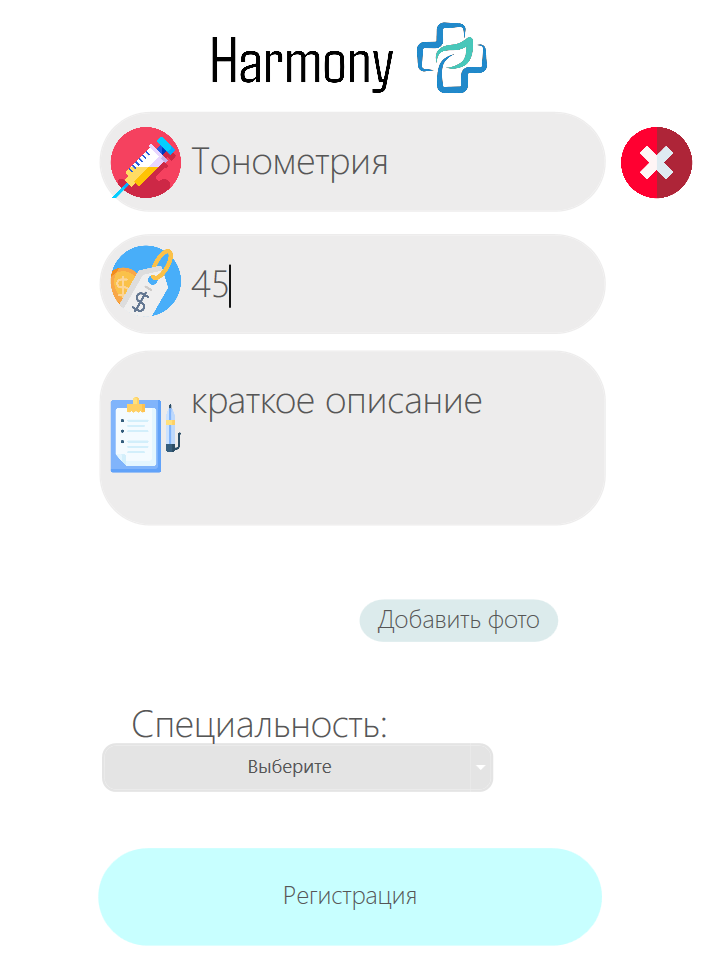 Harmony
Тонометрия
45
краткое описание
Добавить фото
Специальность:
Выберите
Регистрация